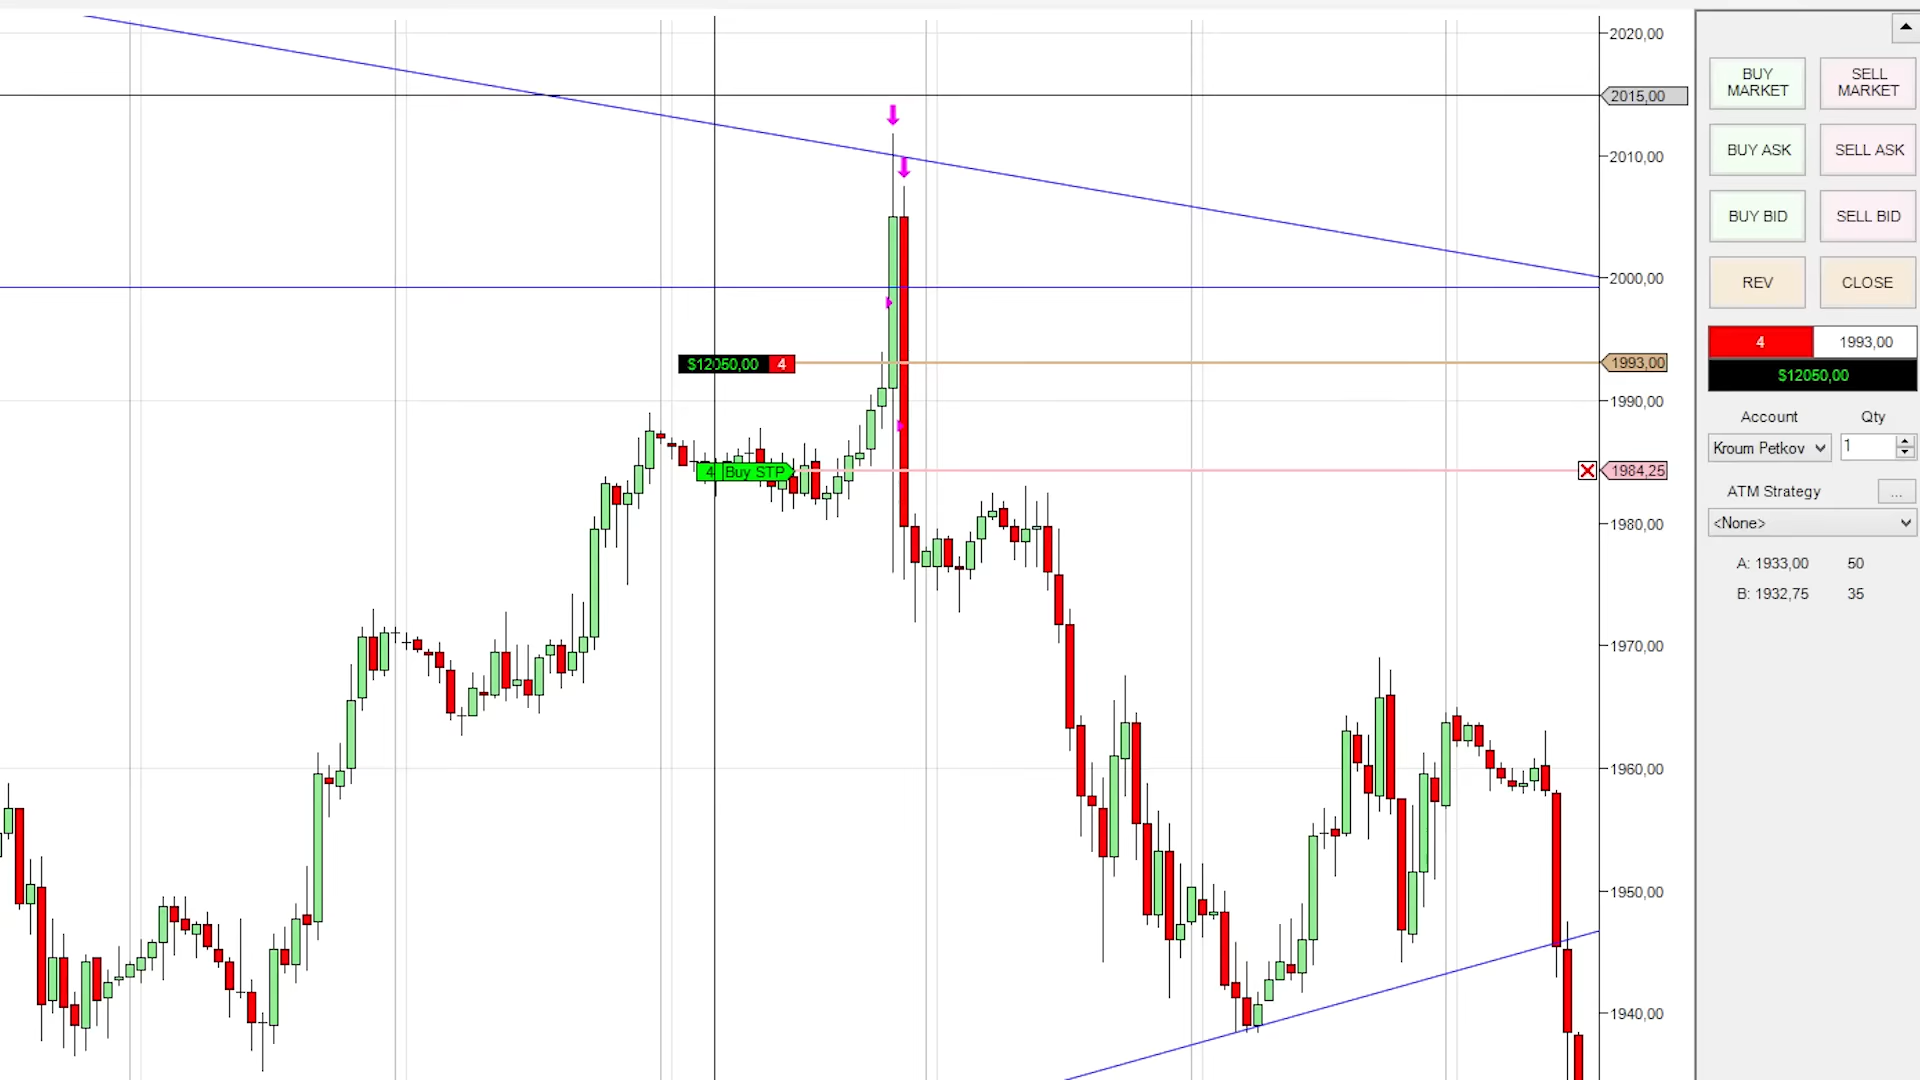 2020,00
2015,00
2010,00
2000,00
$12050,00 4
1993,00
1990,00
4 Buy STP
1984,25
1980,00
1970,00
1960,00
1950,00
1940,00
BUY MARKET
SELL MARKET
BUY ASK
SELL ASK
BUY BID
SELL BID
REV
CLOSE
4 1993,00
$12050,00
Account Qty
Kroum Petkov 1
ATM Strategy ...
<None>
A: 1933,00 50
B: 1932,75 35